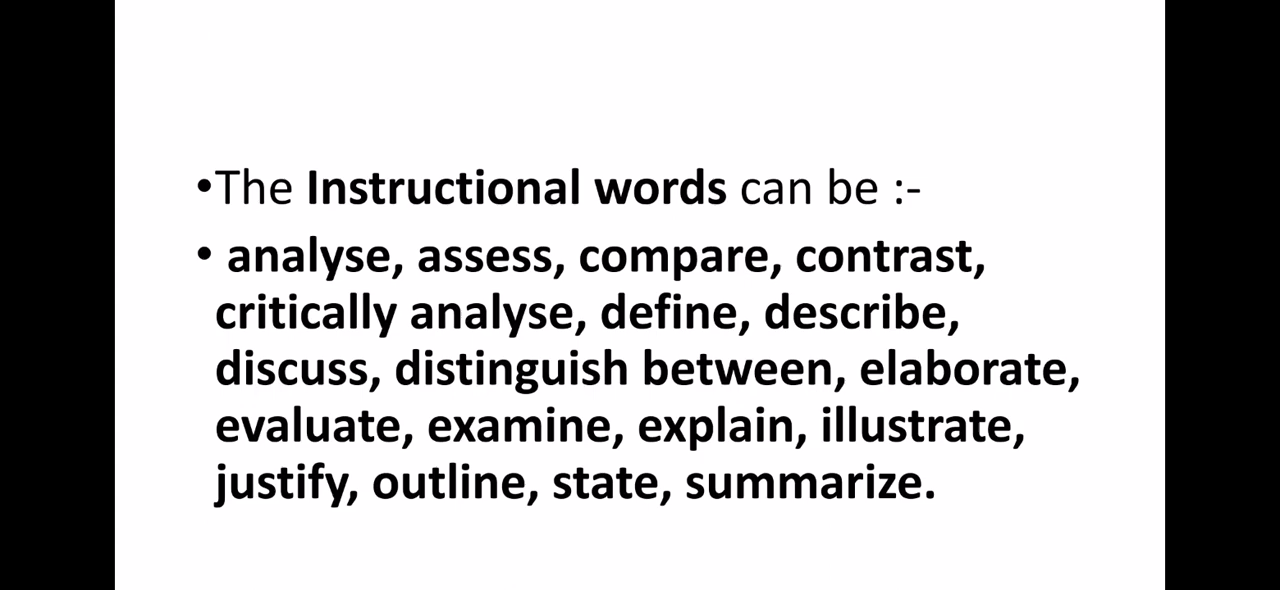 •The Instructional words can be :-
• analyse, assess, compare, contrast,
critically analyse, define, describe,
discuss, distinguish between, elaborate,
evaluate, examine, explain, illustrate,
justify, outline, state, summarize.